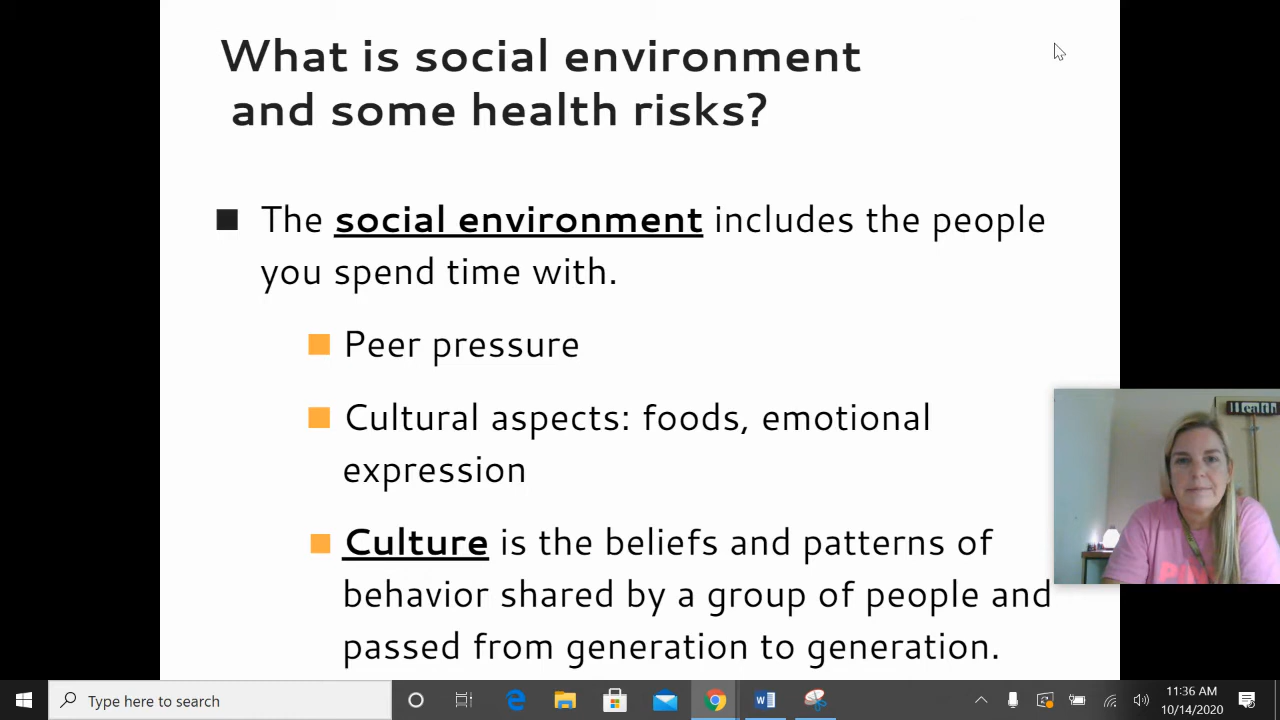 What is social environment
and some health risks?
The social environment includes the people
you spend time with.
Peer pressure
Cultural aspects: foods, emotional
expression
Culture is the beliefs and patterns of
behavior shared by a group of people and
passed from generation to generation.
Health
Type here to search
11:36 AM
10/14/2020